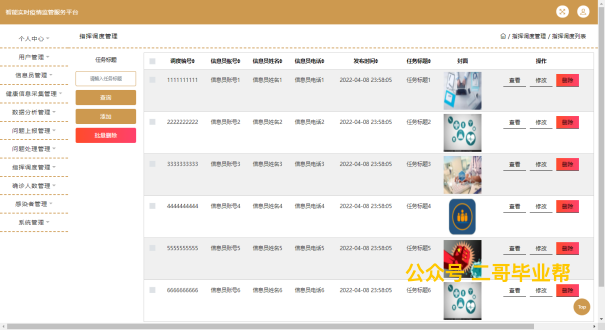 智能实时疫情监管服务平台
个人中心
用户管理
信息员管理
健康信息采集管理
数据分析管理
问题上报管理
问题处理管理
指挥调度管理
确诊人数管理
感染者管理
系统管理
指挥调度管理
/ 指挥调度管理 / 指挥调度列表
任务标题
请输入任务标题
查询
添加
批量删除
调度编号 信息员账号 信息员姓名 信息员电话 发布时间 任务标题 封面 操作
1111111111 信息员账号1 信息员姓名1 信息员电话1 2022-04-08 23:58:05 任务标题1 查看 修改 删除
2222222222 信息员账号2 信息员姓名2 信息员电话2 2022-04-08 23:58:05 任务标题2 查看 修改 删除
3333333333 信息员账号3 信息员姓名3 信息员电话3 2022-04-08 23:58:05 任务标题3 查看 修改 删除
4444444444 信息员账号4 信息员姓名4 信息员电话4 2022-04-08 23:58:05 任务标题4 查看 修改 删除
5555555555 信息员账号5 信息员姓名5 信息员电话5 2022-04-08 23:58:05 任务标题5 查看 修改 删除
公众号 二哥毕业帮
6666666666 信息员账号6 信息员姓名6 信息员电话6 2022-04-08 23:58:05 任务标题6 查看 修改 删除
Top